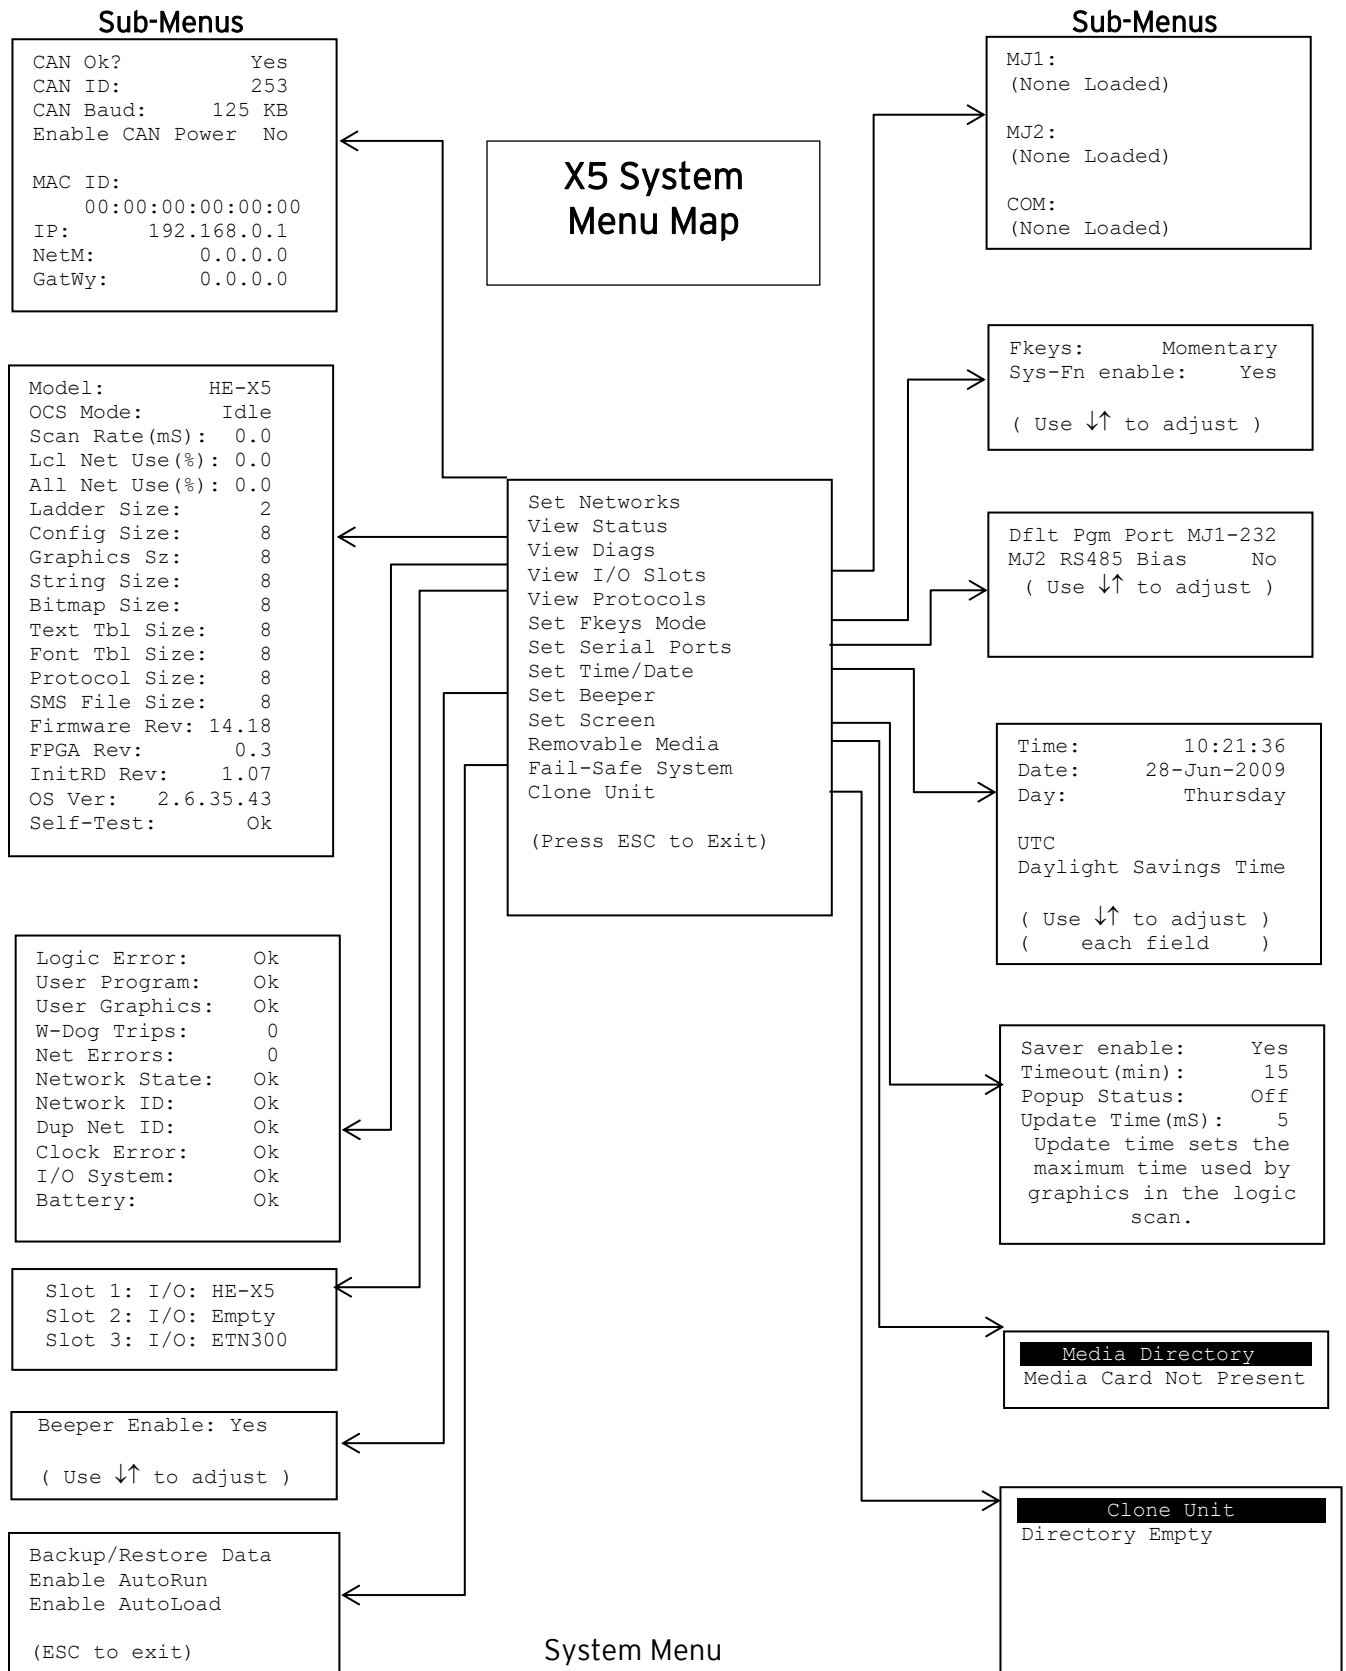 Sub-Menus
CAN Ok? Yes
CAN ID: 253
CAN Baud: 125 KB
Enable CAN Power No
MAC ID:
00:00:00:00:00:00
IP: 192.168.0.1
NetM: 0.0.0.0
GatWy: 0.0.0.0
Model: HE-X5
OCS Mode: Idle
Scan Rate(mS): 0.0
Lcl Net Use(%): 0.0
All Net Use(%): 0.0
Ladder Size: 2
Config Size: 8
Graphics Sz: 8
String Size: 8
Bitmap Size: 8
Text Tbl Size: 8
Font Tbl Size: 8
Protocol Size: 8
SMS File Size: 8
Firmware Rev: 14.18
FPGA Rev: 0.3
InitRD Rev: 1.07
OS Ver: 2.6.35.43
Self-Test: Ok
Logic Error: Ok
User Program: Ok
User Graphics: Ok
W-Dog Trips: 0
Net Errors: 0
Network State: Ok
Network ID: Ok
Dup Net ID: Ok
Clock Error: Ok
I/O System: Ok
Battery: Ok
Slot 1: I/O: HE-X5
Slot 2: I/O: Empty
Slot 3: I/O: ETN300
Beeper Enable: Yes
( Use ↓↑ to adjust )
Backup/Restore Data
Enable AutoRun
Enable AutoLoad
(ESC to exit)
X5 System
Menu Map
Set Networks
View Status
View Diags
View I/O Slots
View Protocols
Set Fkeys Mode
Set Serial Ports
Set Time/Date
Set Beeper
Set Screen
Removable Media
Fail-Safe System
Clone Unit
(Press ESC to Exit)
System Menu
Sub-Menus
MJ1:
(None Loaded)
MJ2:
(None Loaded)
COM:
(None Loaded)
Fkeys: Momentary
Sys-Fn enable: Yes
( Use ↓↑ to adjust )
Dflt Pgm Port MJ1-232
MJ2 RS485 Bias No
( Use ↓↑ to adjust )
Time: 10:21:36
Date: 28-Jun-2009
Day: Thursday
UTC
Daylight Savings Time
( Use ↓↑ to adjust )
( each field )
Saver enable: Yes
Timeout(min): 15
Popup Status: Off
Update Time(mS): 5
Update time sets the
maximum time used by
graphics in the logic
scan.
Media Directory
Media Card Not Present
Clone Unit
Directory Empty